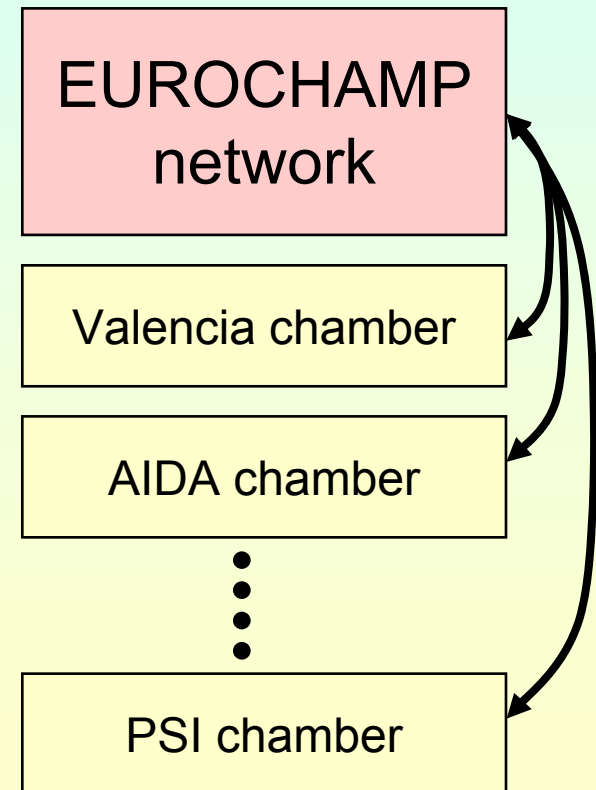 EUROCHAMP
network
Valencia chamber
AIDA chamber
PSI chamber